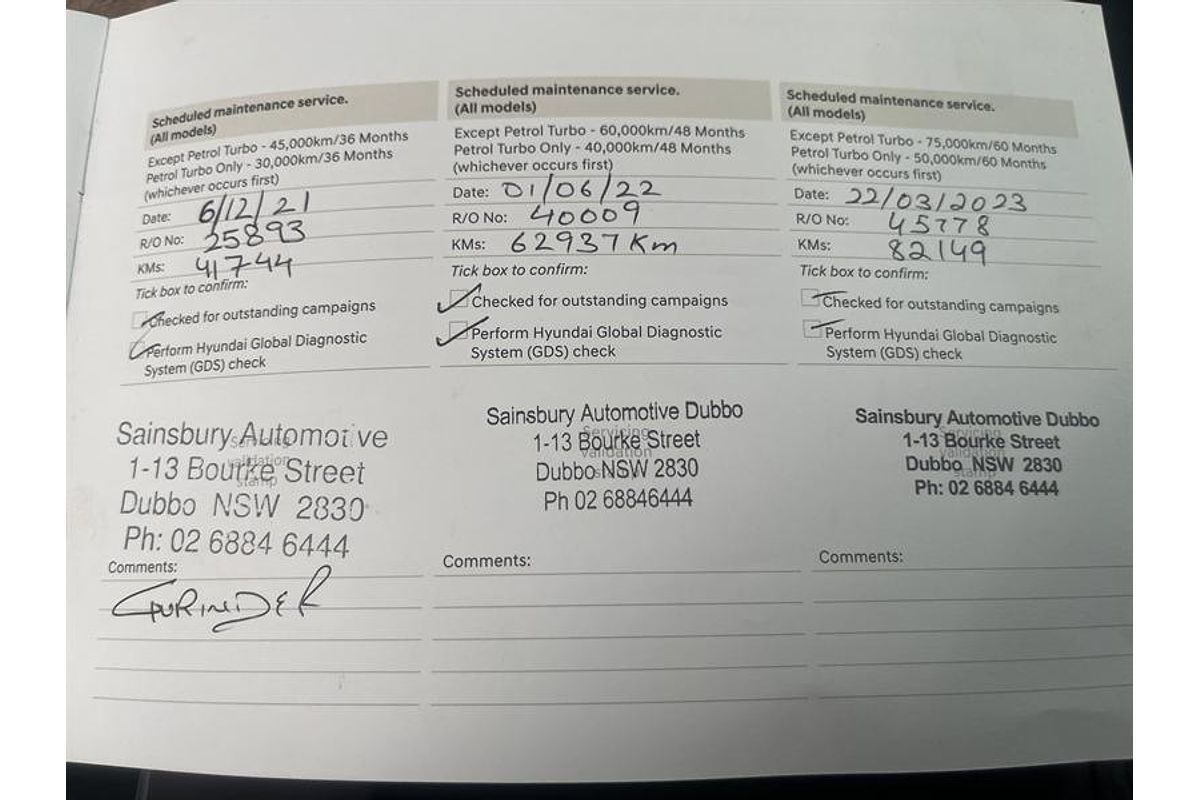 Scheduled maintenance service.
(All models)
Except Petrol Turbo - 45,000km/36 Months
Petrol Turbo Only - 30,000km/36 Months
(whichever occurs first)
Date: 6/12/21
R/O No: 25893
KMs: 41744
Tick box to confirm:
Checked for outstanding campaigns
Perform Hyundai Global Diagnostic
System (GDS) check
Servicing
validation
stamp
Sainsbury Automotive
1-13 Bourke Street
Dubbo NSW 2830
Ph: 02 6884 6444
Comments:
GURINDER
Scheduled maintenance service.
(All models)
Except Petrol Turbo - 60,000km/48 Months
Petrol Turbo Only - 40,000km/48 Months
(whichever occurs first)
Date: 01/06/22
R/O No: 40009
KMs: 62937 Km
Tick box to confirm:
Checked for outstanding campaigns
Perform Hyundai Global Diagnostic
System (GDS) check
Servicing
validation
stamp
Sainsbury Automotive Dubbo
1-13 Bourke Street
Dubbo NSW 2830
Ph 02 68846444
Comments:
Scheduled maintenance service.
(All models)
Except Petrol Turbo - 75,000km/60 Months
Petrol Turbo Only - 50,000km/60 Months
(whichever occurs first)
Date: 22/03/2023
R/O No: 45778
KMs: 82149
Tick box to confirm:
Checked for outstanding campaigns
Perform Hyundai Global Diagnostic
System (GDS) check
Servicing
validation
stamp
Sainsbury Automotive Dubbo
1-13 Bourke Street
Dubbo NSW 2830
Ph: 02 6884 6444
Comments: